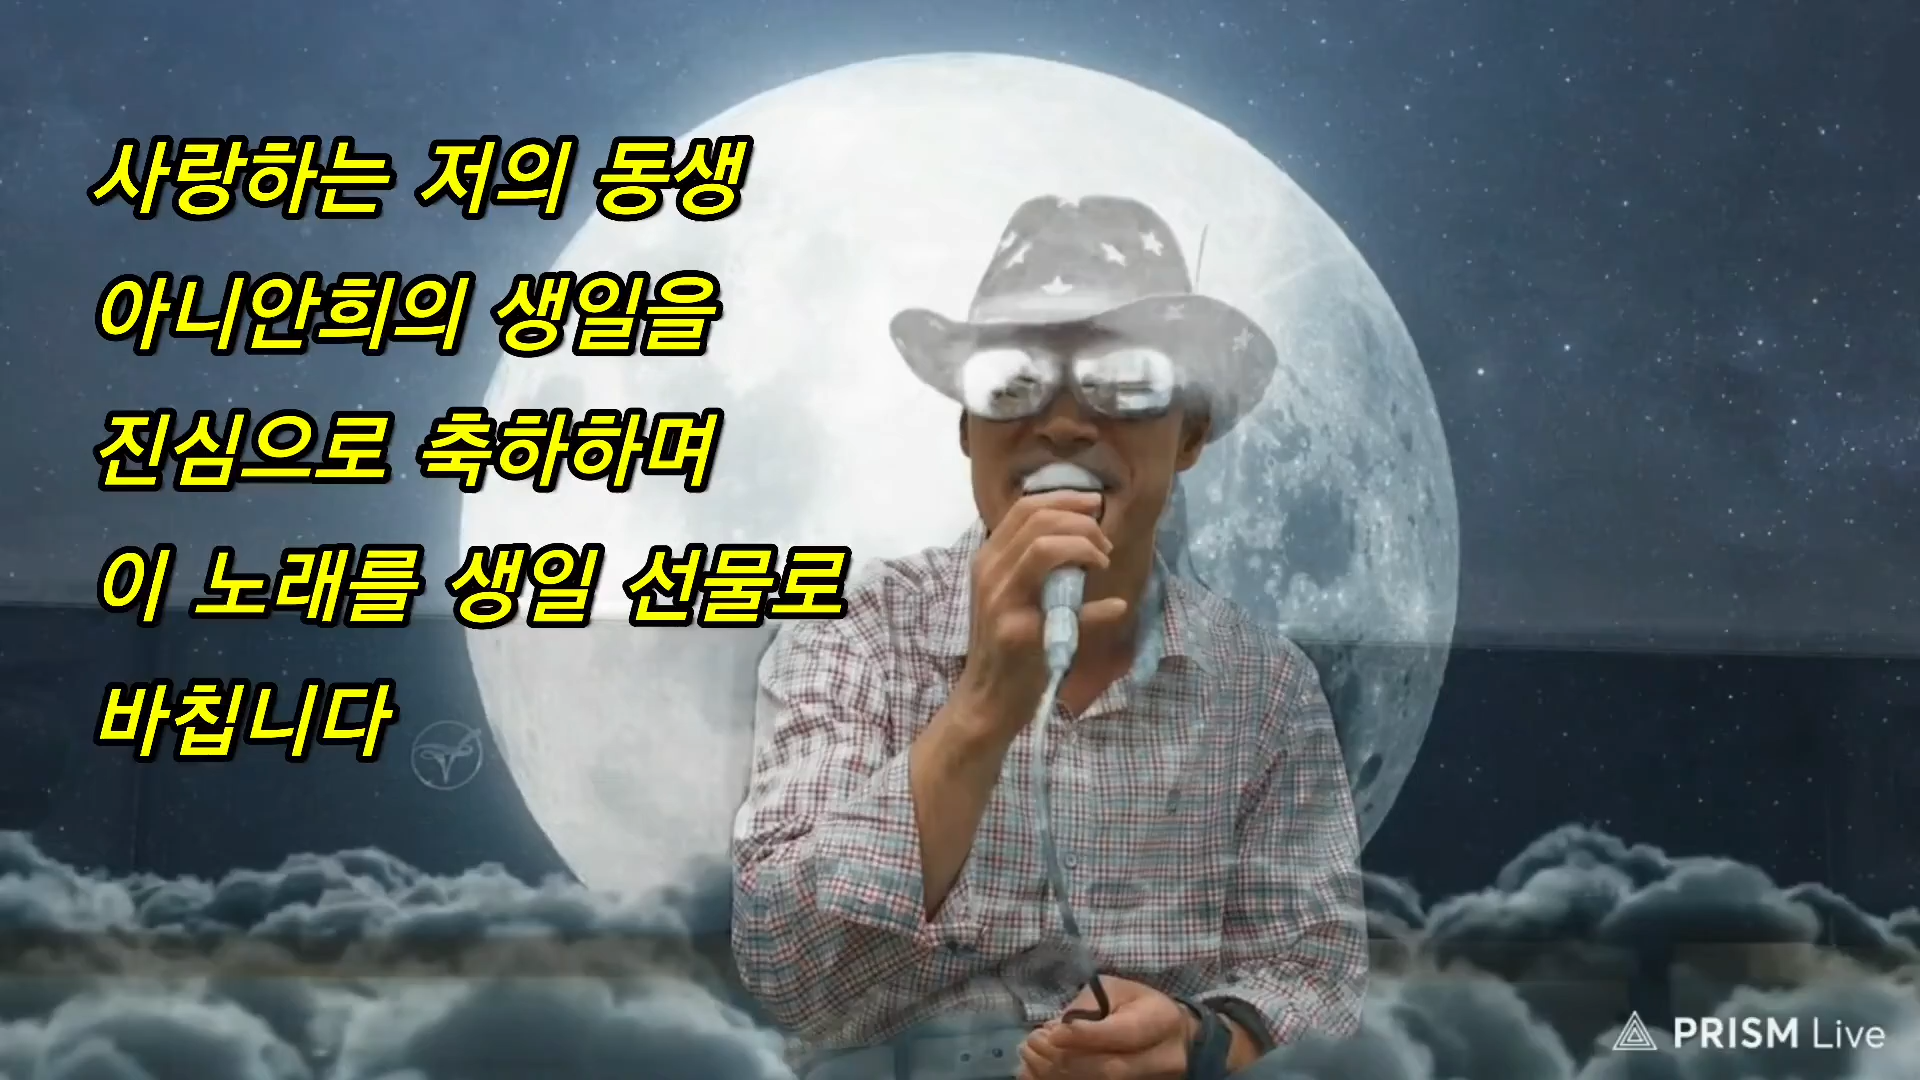 사랑하는 저의 동생
아니안희의 생일을
진심으로 축하하며
이 노래를 생일 선물로
바칩니다
PRISM Live